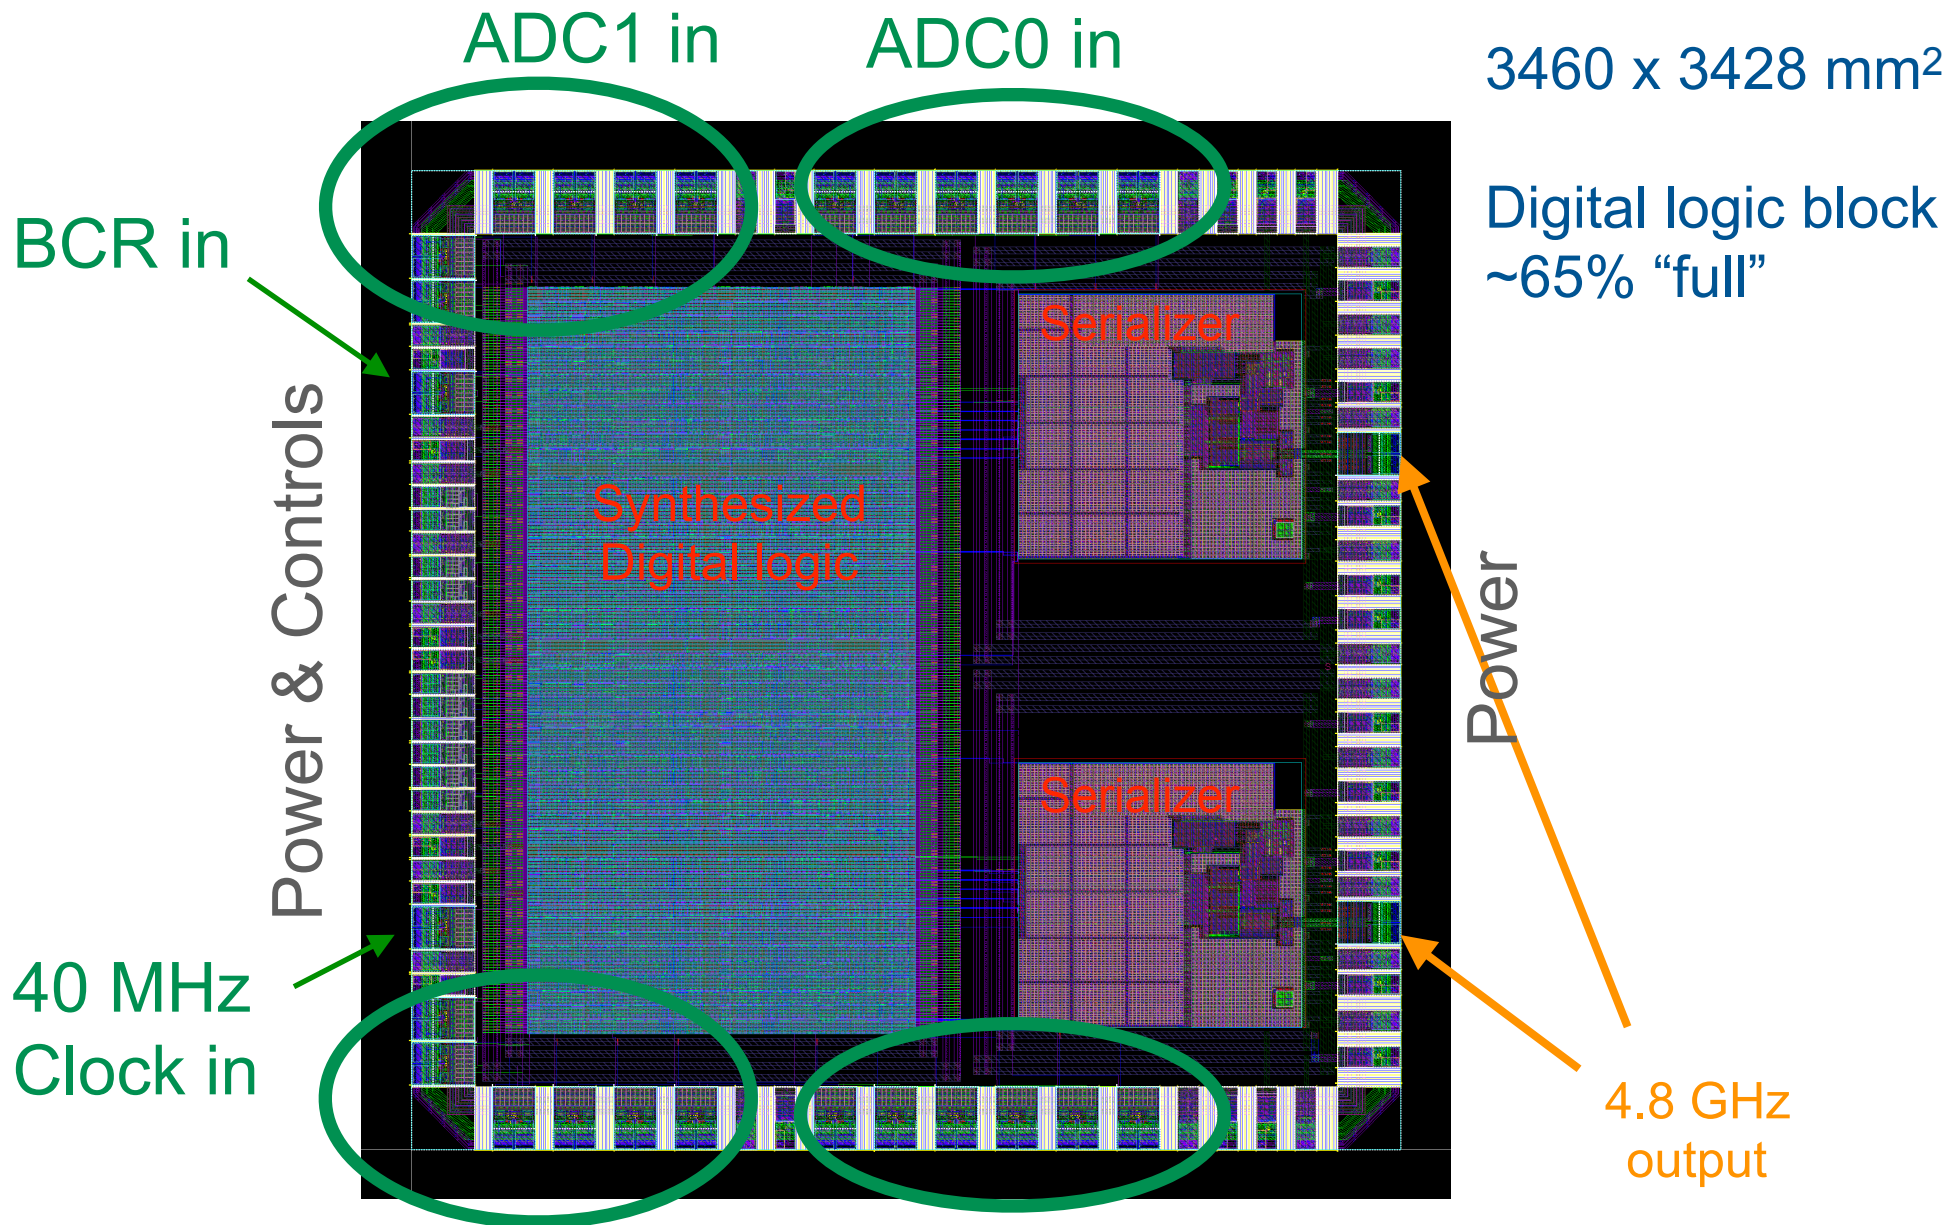 ADC1 in
ADC0 in
3460 x 3428 mm²
Digital logic block
~65% “full”
BCR in
Power & Controls
Serializer
Synthesized
Digital logic
Power
Serializer
40 MHz
Clock in
4.8 GHz
output